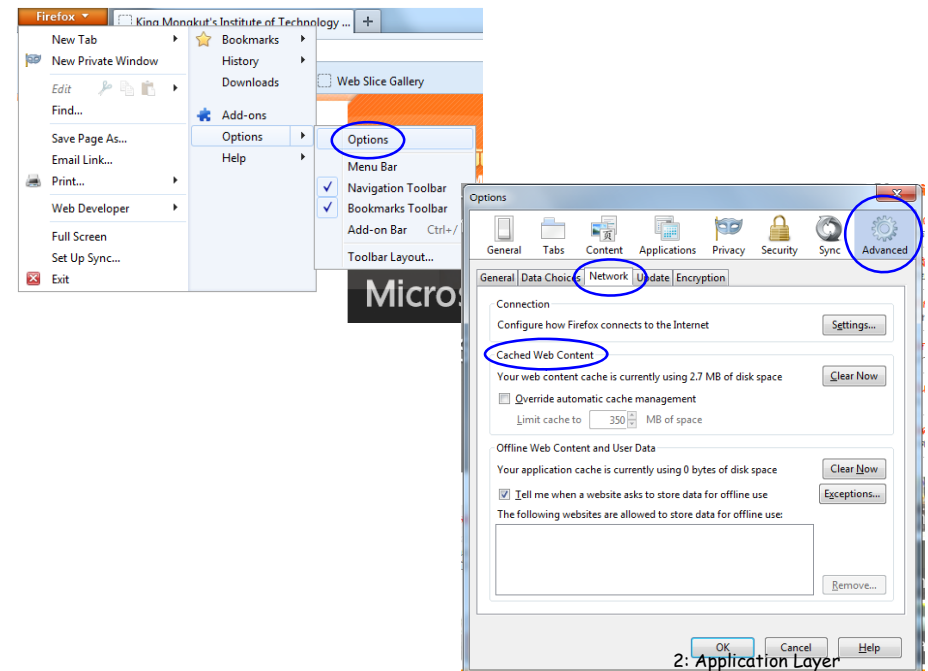 Firefox
King Mongkut's Institute of Technology ...
+
New Tab
New Private Window
Edit
Find...
Save Page As...
Email Link...
Print...
Web Developer
Full Screen
Set Up Sync...
Exit
Bookmarks
History
Downloads
Add-ons
Options
Help
Web Slice Gallery
Options
Menu Bar
Navigation Toolbar
Bookmarks Toolbar
Add-on Bar Ctrl+/
Toolbar Layout...
Micros
Options
General Tabs Content Applications Privacy Security Sync Advanced
General Data Choices Network Update Encryption
Connection
Configure how Firefox connects to the Internet Settings...
Cached Web Content
Your web content cache is currently using 2.7 MB of disk space Clear Now
Override automatic cache management
Limit cache to 350 MB of space
Offline Web Content and User Data
Your application cache is currently using 0 bytes of disk space Clear Now
Tell me when a website asks to store data for offline use Exceptions...
The following websites are allowed to store data for offline use:
Remove...
OK Cancel Help
2: Application Layer